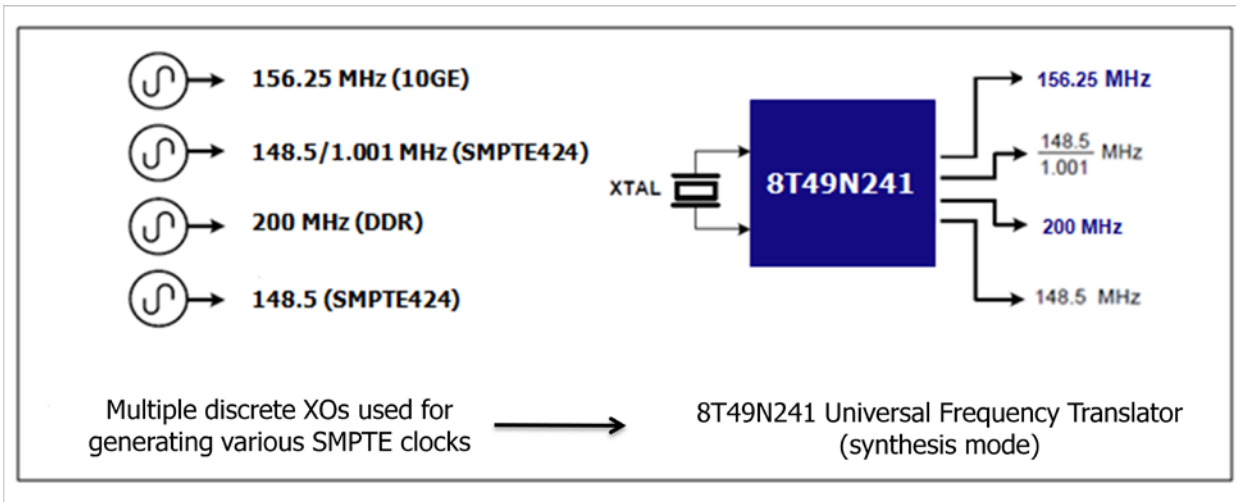 156.25 MHz (10GE)
148.5/1.001 MHz (SMPTE424)
200 MHz (DDR)
148.5 (SMPTE424)
Multiple discrete XOs used for
generating various SMPTE clocks
XTAL
8T49N241
156.25 MHz
148.5
1.001
MHz
200 MHz
148.5 MHz
8T49N241 Universal Frequency Translator
(synthesis mode)